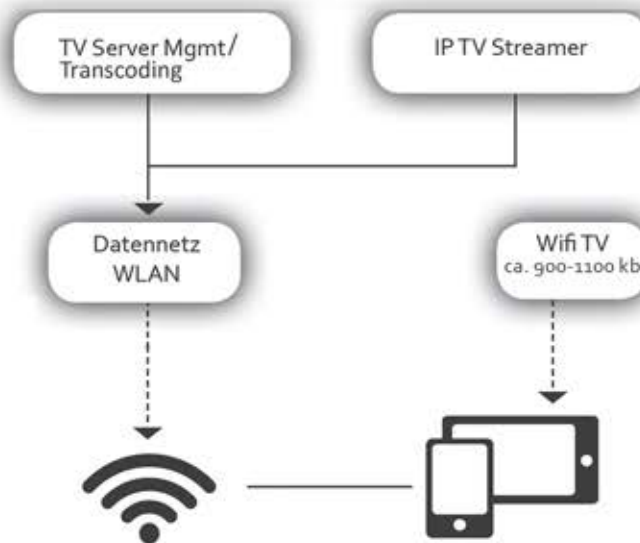 TV Server Mgmt/
Transcoding
IP TV Streamer
Datennetz
WLAN
Wifi TV
ca. 900-1100 kb